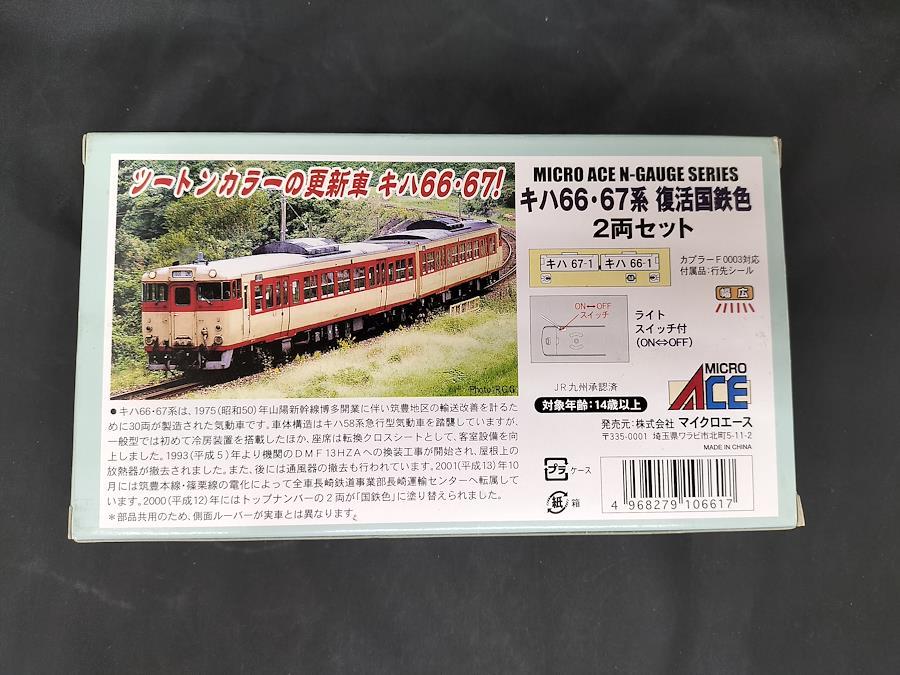 ツートンカラーの更新車 キハ66・67!
Photo:R.G.G.
●キハ66・67系は、1975(昭和50)年山陽新幹線博多開業に伴い筑豊地区の輸送改善を計るた
めに30両が製造された気動車です。車体構造はキハ58系急行型気動車を踏襲していますが、
一般型では初めて冷房装置を搭載したほか、座席は転換クロスシートとして、客室設備を向
上しました。1993(平成5)年より機関のDMF13HZAへの換装工事が開始され、屋根上の
放熱器が撤去されました。また、後には通風器の撤去も行われています。2001(平成13)年10
月には筑豊本線・篠栗線の電化によって全車長崎鉄道事業部長崎運輸センターへ転属して
います。2000(平成12)年にはトップナンバーの2両が「国鉄色」に塗り替えられました。
*部品共用のため、側面ルーバーが実車とは異なります。
MICRO ACE N-GAUGE SERIES
キハ66・67系 復活国鉄色
2両セット
キハ 67-1 キハ 66-1
カプラーF0003対応
付属品:行先シール
幅広
ON↔OFF
スイッチ
ライト
スイッチ付
(ON⇔OFF)
JR九州承認済
対象年齢:14歳以上
MICRO
ACE
発売元:株式会社 マイクロエース
〒335-0001 埼玉県ワラビ市北町5-11-2
MADE IN CHINA
プラ ケース
紙 箱
4 968279 106617